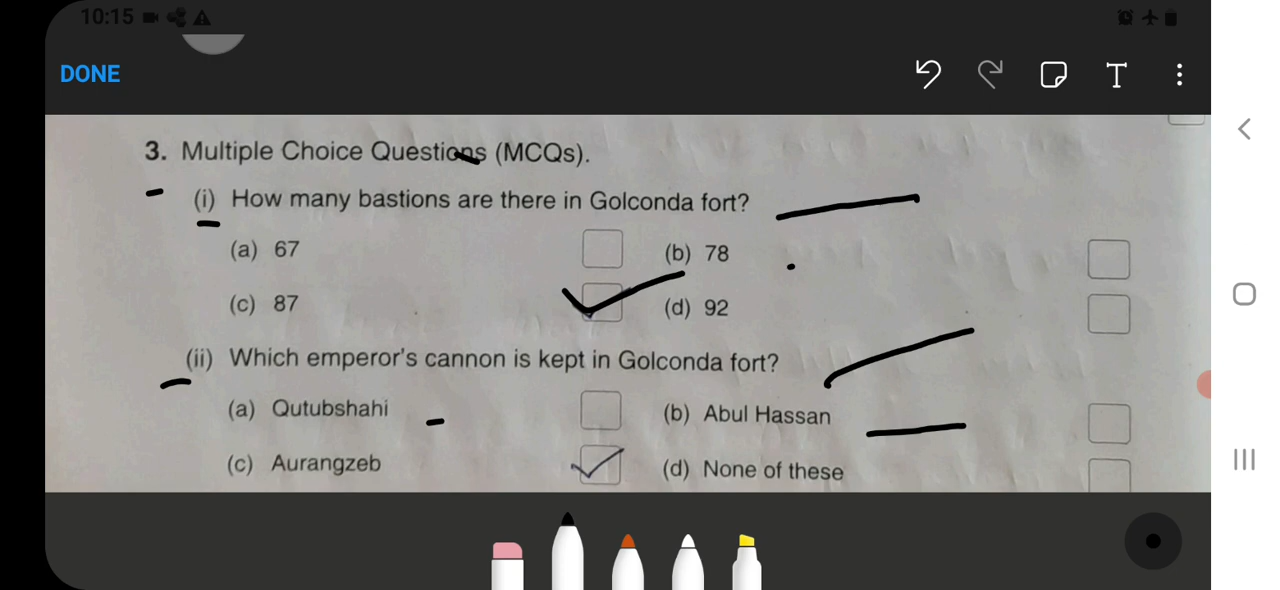 10:15
DONE
T
3. Multiple Choice Questions (MCQs).
(i) How many bastions are there in Golconda fort?
(a) 67 (b) 78
(c) 87 (d) 92
(ii) Which emperor's cannon is kept in Golconda fort?
(a) Qutubshahi (b) Abul Hassan
(c) Aurangzeb (d) None of these